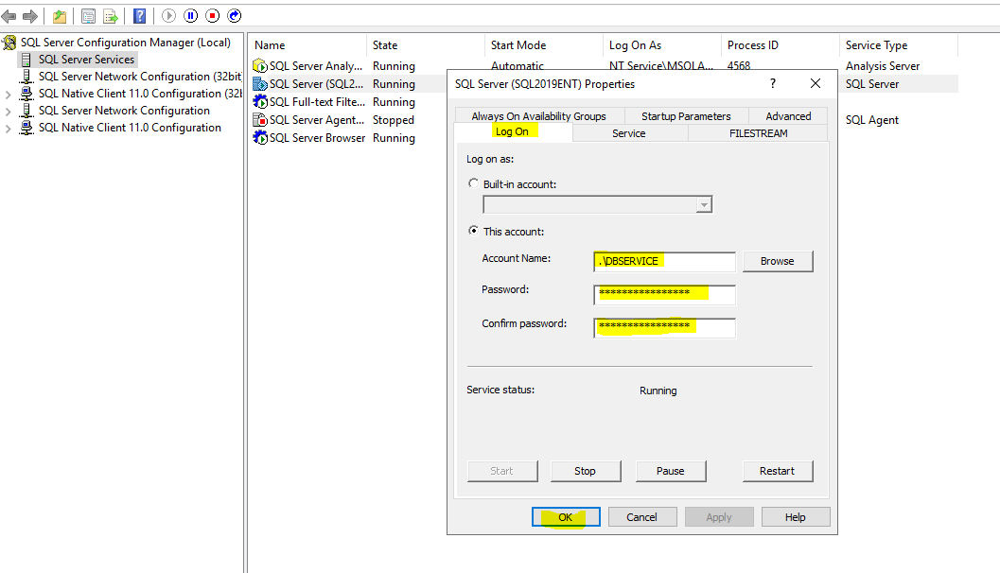 SQL Server Configuration Manager (Local)
SQL Server Services
SQL Server Network Configuration (32bit
SQL Native Client 11.0 Configuration (32b
SQL Server Network Configuration
SQL Native Client 11.0 Configuration
Name State Start Mode Log On As Process ID Service Type
SQL Server Analy... Running Automatic NT Service\MSOLA... 4568 Analysis Server
SQL Server (SQL2... Running SQL Server
SQL Full-text Filte... Running
SQL Server Agent... Stopped SQL Agent
SQL Server Browser Running
SQL Server (SQL2019ENT) Properties ? X
Always On Availability Groups Startup Parameters Advanced
Log On Service FILESTREAM
Log on as:
Built-in account:
This account:
Account Name: .\DBSERVICE Browse
Password: ****************
Confirm password: ****************
Service status: Running
Start Stop Pause Restart
OK Cancel Apply Help